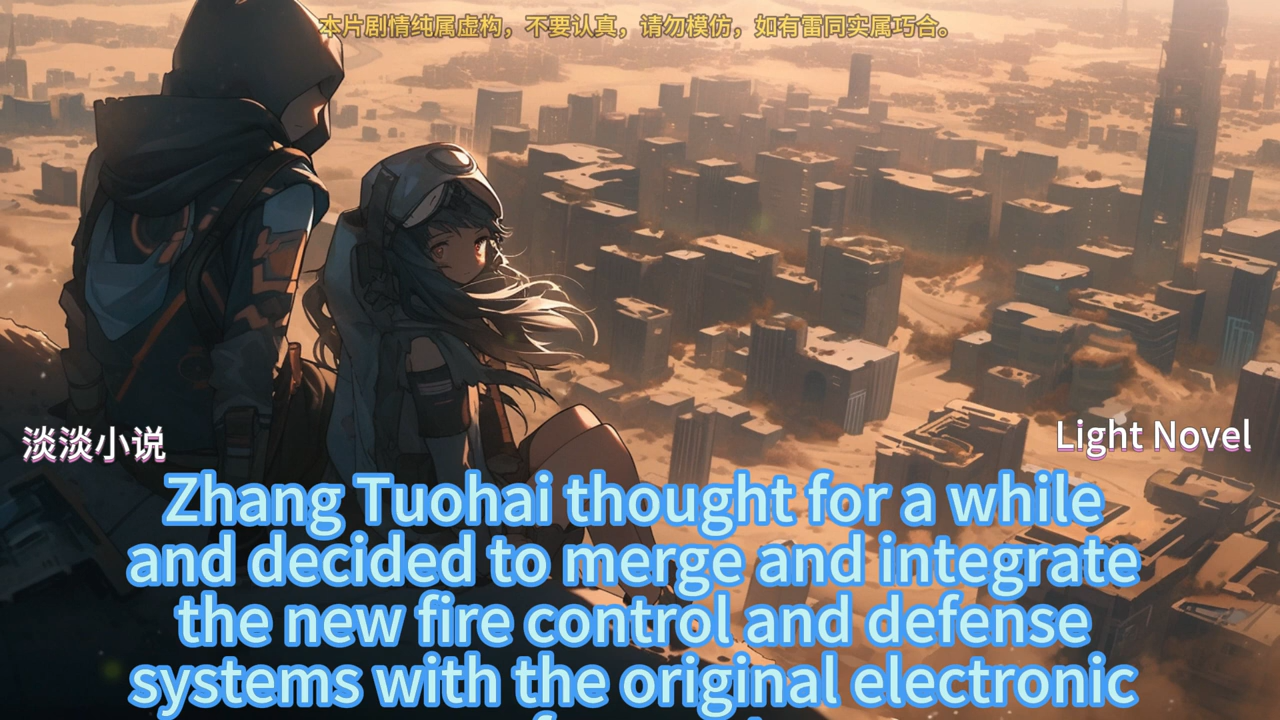 本片剧情纯属虚构，不要认真，请勿模仿，如有雷同实属巧合。
淡淡小说
Light Novel
Zhang Tuohai thought for a while
and decided to merge and integrate
the new fire control and defense
systems with the original electronic